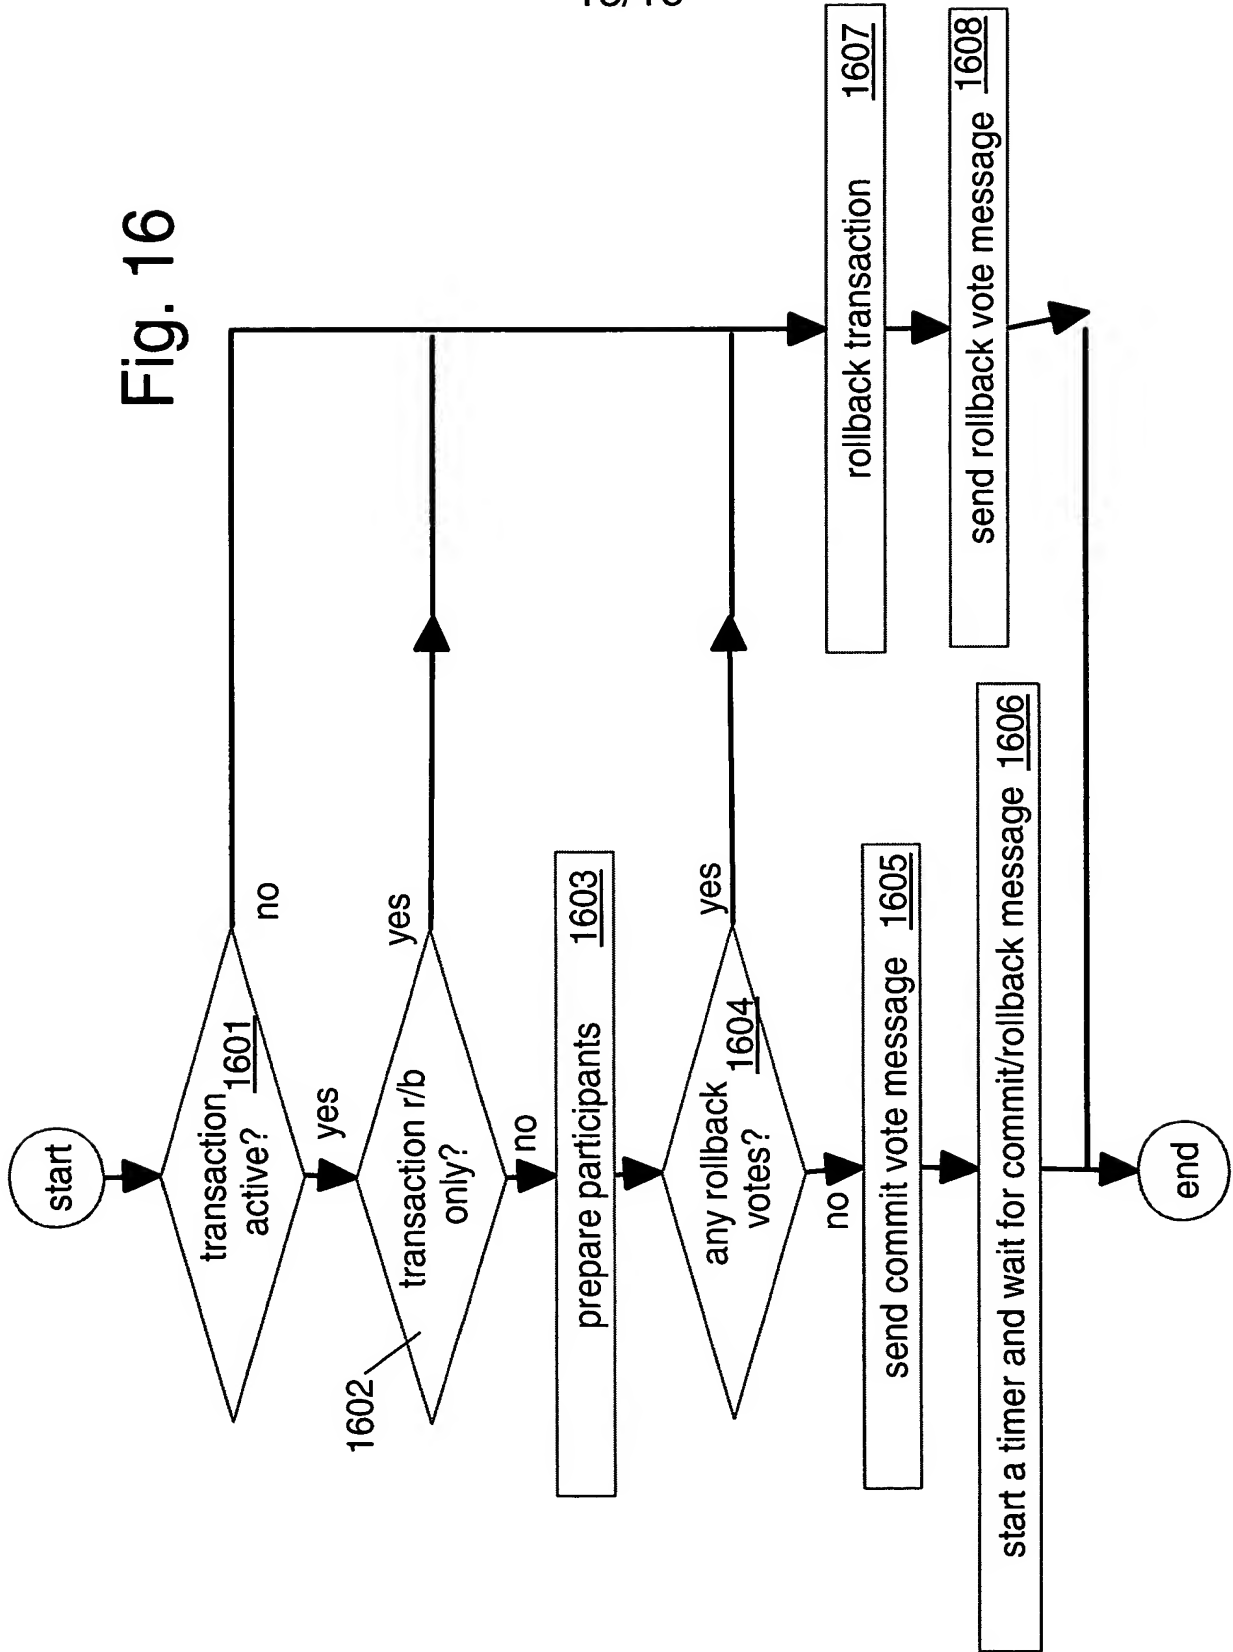 Fig. 16
start
transaction
active?
1601
no
yes
transaction r/b
only?
1602
yes
no
prepare participants 1603
any rollback
votes?
1604
yes
no
send commit vote message 1605
start a timer and wait for commit/rollback message 1606
rollback transaction 1607
send rollback vote message 1608
end